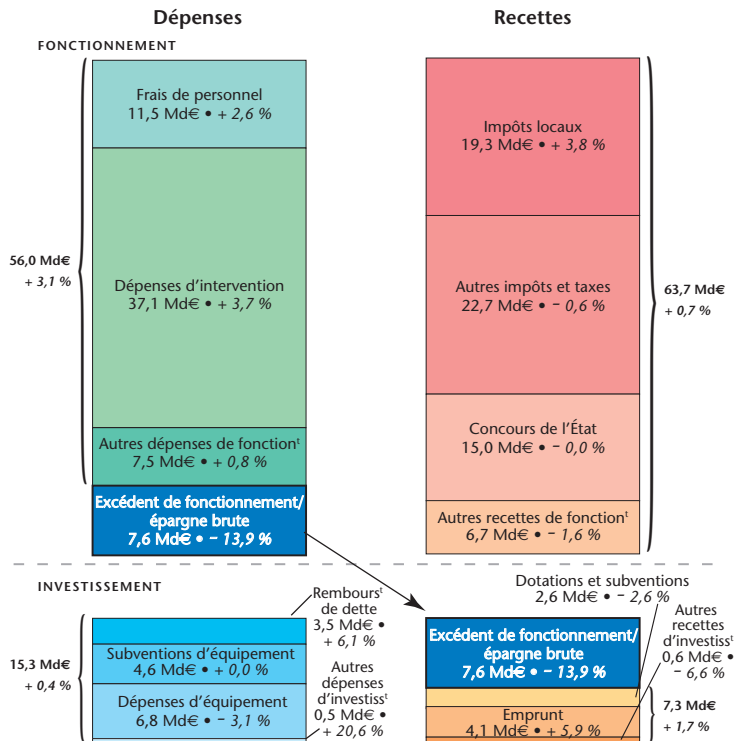 Dépenses
Recettes
FONCTIONNEMENT
Frais de personnel
11,5 Md€ • + 2,6 %
Dépenses d'intervention
37,1 Md€ • + 3,7 %
56,0 Md€
+ 3,1 %
Autres dépenses de fonctionᵗ
7,5 Md€ • + 0,8 %
Excédent de fonctionnement/
épargne brute
7,6 Md€ • – 13,9 %
Impôts locaux
19,3 Md€ • + 3,8 %
Autres impôts et taxes
22,7 Md€ • – 0,6 %
63,7 Md€
+ 0,7 %
Concours de l'État
15,0 Md€ • – 0,0 %
Autres recettes de fonctionᵗ
6,7 Md€ • – 1,6 %
INVESTISSEMENT
Remboursᵗ
de dette
3,5 Md€ •
+ 6,1 %
15,3 Md€
+ 0,4 %
Subventions d'équipement
4,6 Md€ • + 0,0 %
Dépenses d'équipement
6,8 Md€ • – 3,1 %
Autres
dépenses
d'investissᵗ
0,5 Md€ •
+ 20,6 %
Dotations et subventions
2,6 Md€ • – 2,6 %
Autres
recettes
d'investissᵗ
0,6 Md€ •
– 6,6 %
Excédent de fonctionnement/
épargne brute
7,6 Md€ • – 13,9 %
Emprunt
4,1 Md€ • + 5,9 %
7,3 Md€
+ 1,7 %